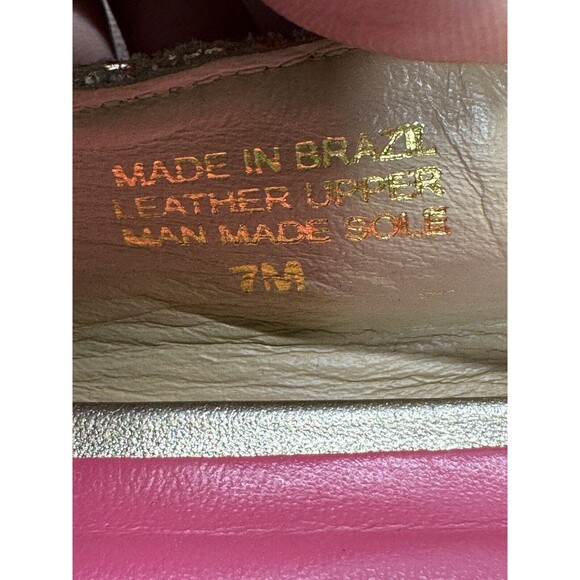 MADE IN BRAZIL
LEATHER UPPER
MAN MADE SOLE
7M